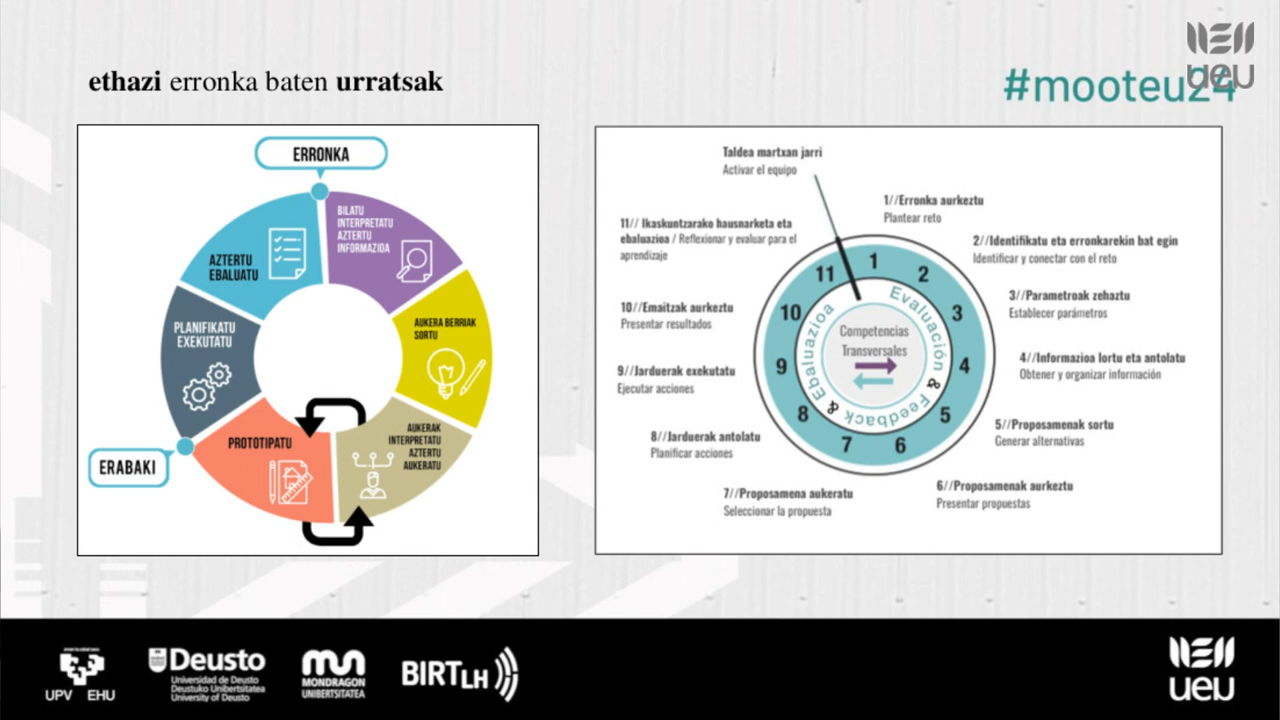 ueu
ethazi erronka baten urratsak
#mooteu24
ERRONKA
BILATU
INTERPRETATU
AZTERTU
INFORMAZIOA
AUKERA BERRIAK
SORTU
AUKERAK
INTERPRETATU
AZTERTU
AUKERATU
PROTOTIPATU
ERABAKI
PLANIFIKATU
EXEKUTATU
AZTERTU
EBALUATU
Taldea martxan jarri
Activar el equipo
1//Erronka aurkeztu
Plantear reto
2//Identifikatu eta erronkarekin bat egin
Identificar y conectar con el reto
3//Parametroak zehaztu
Establecer parámetros
4//Informazioa lortu eta antolatu
Obtener y organizar información
5//Proposamenak sortu
Generar alternativas
6//Proposamenak aurkeztu
Presentar propuestas
7//Proposamena aukeratu
Seleccionar la propuesta
8//Jarduerak antolatu
Planificar acciones
9//Jarduerak exekutatu
Ejecutar acciones
10//Emaitzak aurkeztu
Presentar resultados
11// Ikaskuntzarako hausnarketa eta
ebaluazioa / Reflexionar y evaluar para el
aprendizaje
1
2
3
4
5
6
7
8
9
10
11
Evaluación & Feedback & Ebaluazioa
Competencias
Transversales
UPV EHU
Deusto
Universidad de Deusto
Deustuko Unibertsitatea
University of Deusto
MONDRAGON
UNIBERTSITATEA
BIRT LH
ueu